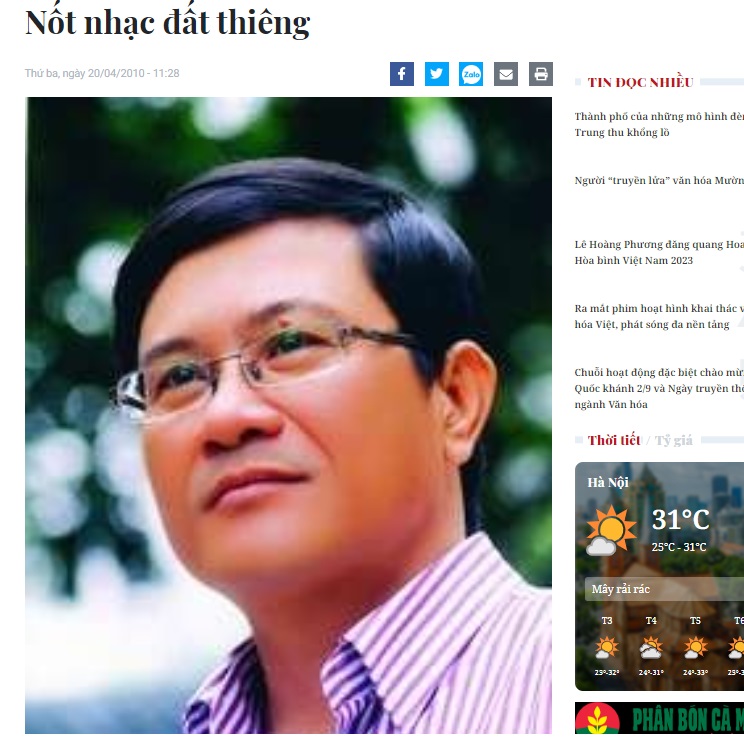 Nốt nhạc đất thiêng
Thứ ba, ngày 20/04/2010 - 11:28
Zalo
TIN ĐỌC NHIỀU
Thành phố của những mô hình đèn
Trung thu khổng lồ
Người “truyền lửa” văn hóa Mườn
Lê Hoàng Phương đăng quang Hoa
Hòa bình Việt Nam 2023
Ra mắt phim hoạt hình khai thác v
hóa Việt, phát sóng đa nền tảng
Chuỗi hoạt động đặc biệt chào mừ
Quốc khánh 2/9 và Ngày truyền thố
ngành Văn hóa
Thời tiết / Tỷ giá
Hà Nội
31°C
25°C - 31°C
Mây rải rác
T3 T4 T5 T6
25°-32° 24°-31° 24°-33° 25°-3
PHÂN BÓN CÀ M